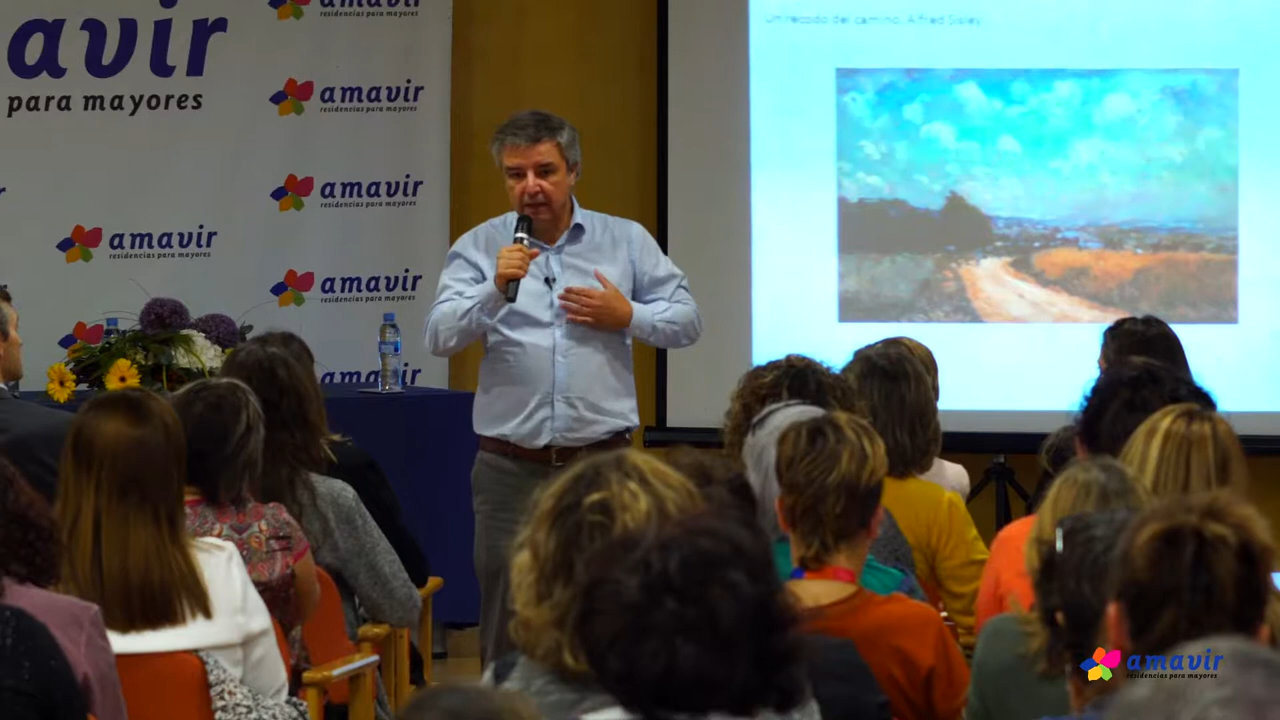 avir
para mayores
residencias para mayores
amavir
residencias para mayores
amavir
residencias para mayores
amavir
residencias para mayores
amavir
residencias para mayores
amavir
Un recodo del camino. Alfred Sisley
amavir
residencias para mayores